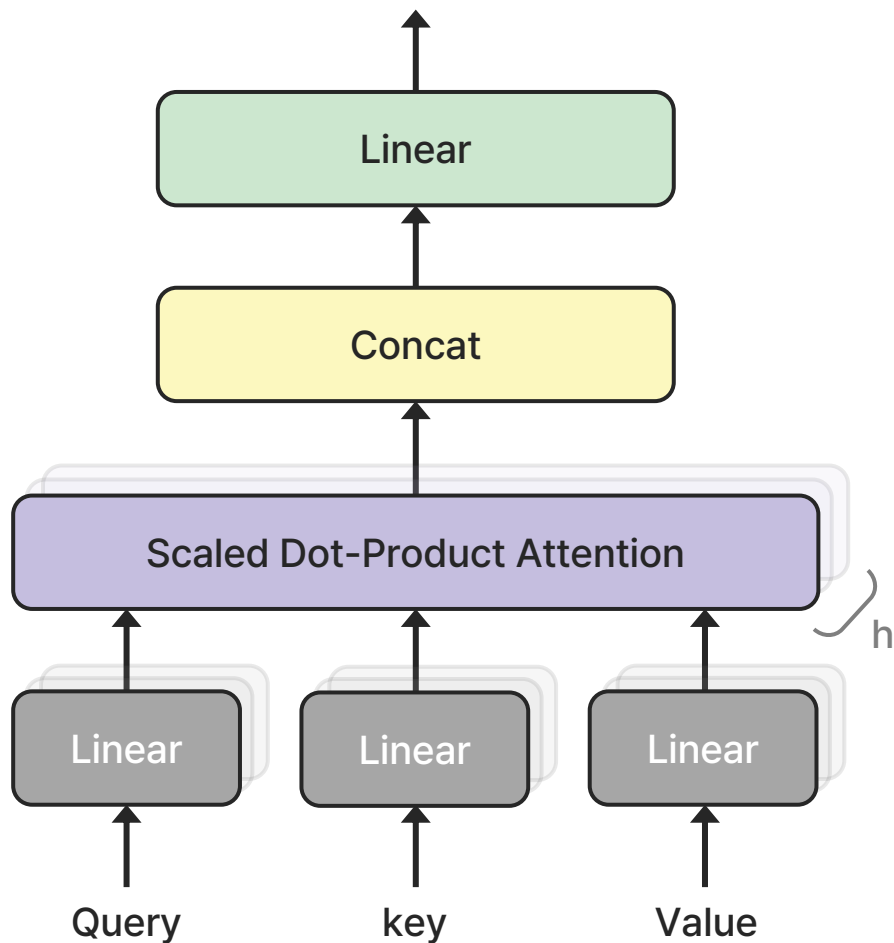 Linear
Concat
Scaled Dot-Product Attention
h
Linear Linear Linear
Query key Value